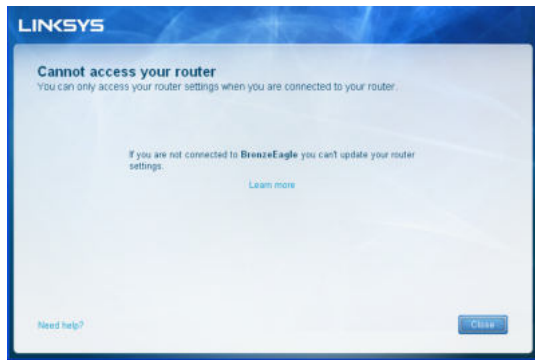 LINKSYS
Cannot access your router
You can only access your router settings when you are connected to your router.
If you are not connected to BronzeEagle you can't update your router
settings.
Learn more
Need help?
Close